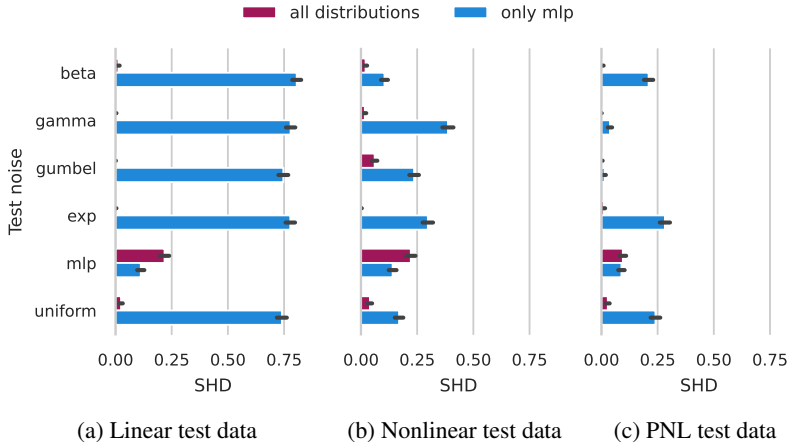 all distributions only mlp
Test noise
beta
gamma
gumbel
exp
mlp
uniform
0.00 0.25 0.50 0.75 0.00 0.25 0.50 0.75 0.00 0.25 0.50 0.75
SHD SHD SHD
(a) Linear test data (b) Nonlinear test data (c) PNL test data